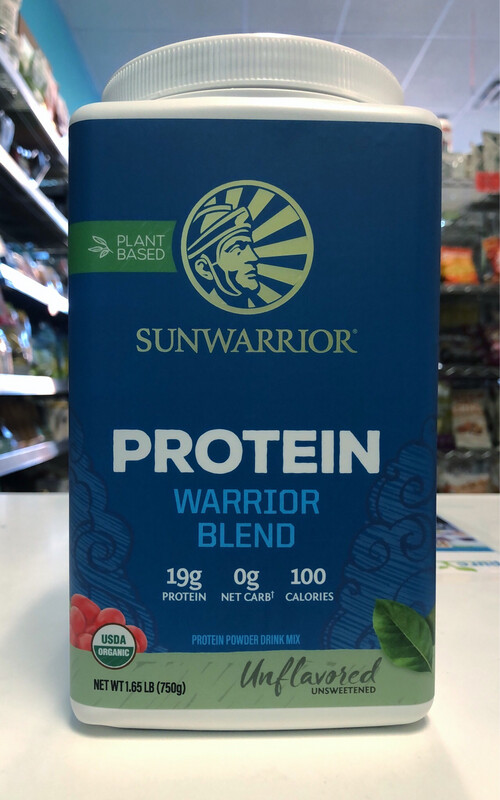 PLANT
BASED
SUNWARRIOR®
PROTEIN
WARRIOR
BLEND
19g
PROTEIN
0g
NET CARB†
100
CALORIES
PROTEIN POWDER DRINK MIX
USDA
ORGANIC
Unflavored
UNSWEETENED
NET WT 1.65 LB (750g)